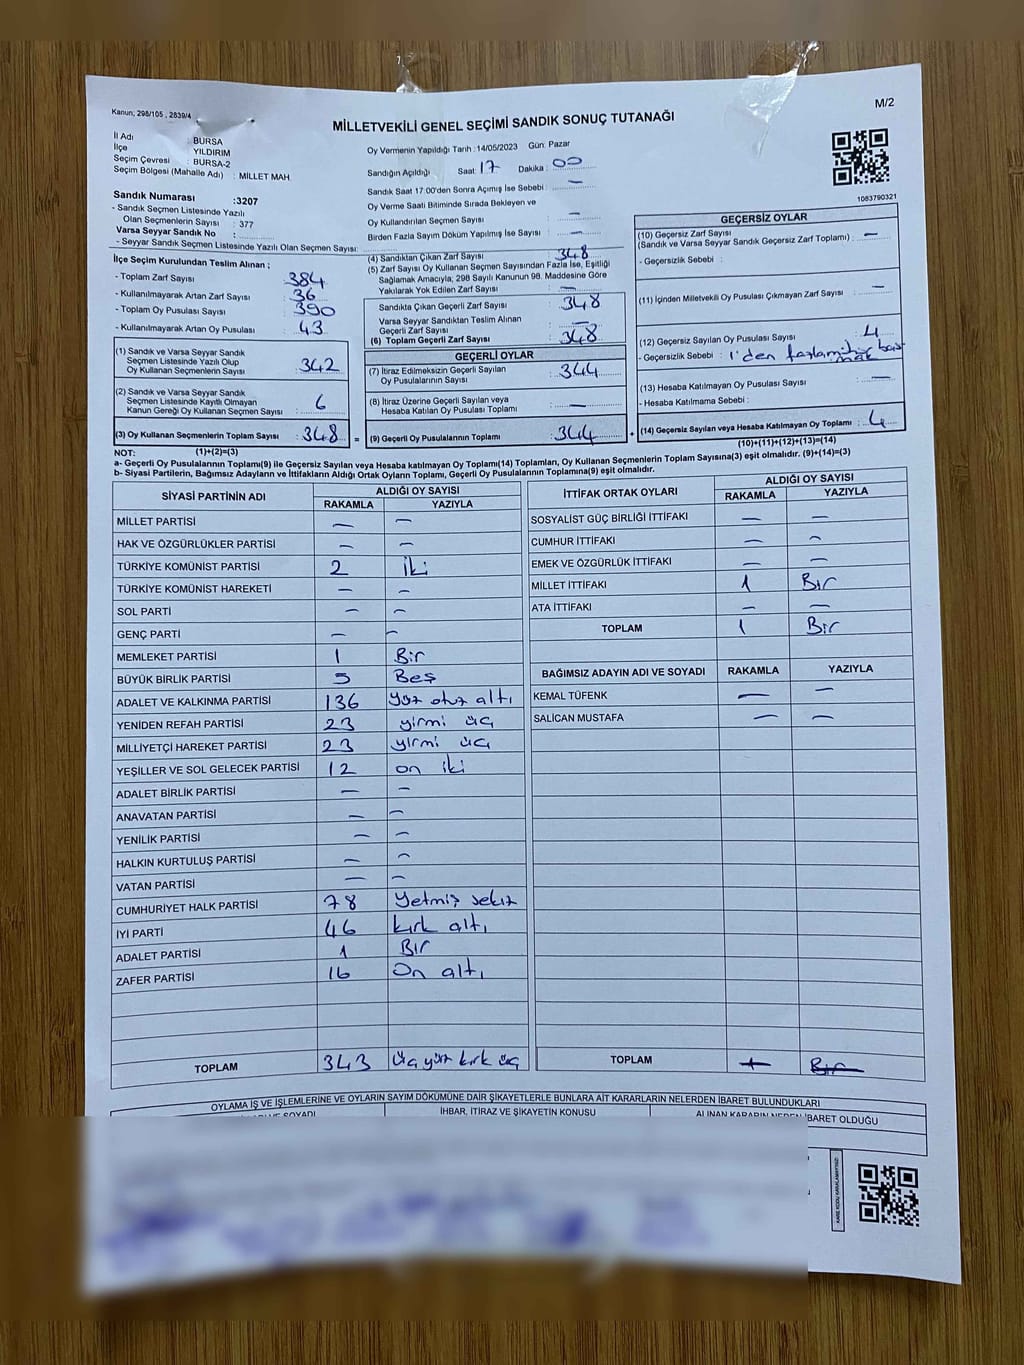 Kanun; 298/105 , 2839/4
MİLLETVEKİLİ GENEL SEÇİMİ SANDIK SONUÇ TUTANAĞI
M/2
İl Adı : BURSA
İlçe : YILDIRIM
Seçim Çevresi : BURSA-2
Seçim Bölgesi (Mahalle Adı) : MİLLET MAH.
Sandık Numarası :3207
- Sandık Seçmen Listesinde Yazılı
Olan Seçmenlerin Sayısı : 377
Varsa Seyyar Sandık No :
- Seyyar Sandık Seçmen Listesinde Yazılı Olan Seçmen Sayısı:
Oy Vermenin Yapıldığı Tarih : 14/05/2023 Gün: Pazar
Sandığın Açıldığı Saat: 17 Dakika : 00
Sandık Saat 17:00'den Sonra Açımış İse Sebebi : —
Oy Verme Saati Bitiminde Sırada Bekleyen ve
Oy Kullandırılan Seçmen Sayısı : —
Birden Fazla Sayım Döküm Yapılmış İse Sayısı : —
1083790321
İlçe Seçim Kurulundan Teslim Alınan ;
- Toplam Zarf Sayısı : 384
- Kullanılmayarak Artan Zarf Sayısı : 36
- Toplam Oy Pusulası Sayısı : 390
- Kullanılmayarak Artan Oy Pusulası : 43
(1) Sandık ve Varsa Seyyar Sandık
Seçmen Listesinde Yazılı Olup
Oy Kullanan Seçmenlerin Sayısı : 342
(2) Sandık ve Varsa Seyyar Sandık
Seçmen Listesinde Kayıtlı Olmayan
Kanun Gereği Oy Kullanan Seçmen Sayısı : 6
(3) Oy Kullanan Seçmenlerin Toplam Sayısı : 348
(1)+(2)=(3)
(4) Sandıktan Çıkan Zarf Sayısı : 348
(5) Zarf Sayısı Oy Kullanan Seçmen Sayısından Fazla İse, Eşitliği
Sağlamak Amacıyla, 298 Sayılı Kanunun 98. Maddesine Göre
Yakılarak Yok Edilen Zarf Sayısı : —
Sandıkta Çıkan Geçerli Zarf Sayısı : 348
Varsa Seyyar Sandıktan Teslim Alınan
Geçerli Zarf Sayısı : —
(6) Toplam Geçerli Zarf Sayısı : 348
GEÇERLİ OYLAR
(7) İtiraz Edilmeksizin Geçerli Sayılan
Oy Pusulalarının Sayısı : 344
(8) İtiraz Üzerine Geçerli Sayılan veya
Hesaba Katılan Oy Pusulası Toplamı : —
= (9) Geçerli Oy Pusulalarının Toplamı : 344
GEÇERSİZ OYLAR
(10) Geçersiz Zarf Sayısı
(Sandık ve Varsa Seyyar Sandık Geçersiz Zarf Toplamı) : —
- Geçersizlik Sebebi :
(11) İçinden Milletvekili Oy Pusulası Çıkmayan Zarf Sayısı : —
(12) Geçersiz Sayılan Oy Pusulası Sayısı : 4
- Geçersizlik Sebebi : 1'den
(13) Hesaba Katılmayan Oy Pusulası Sayısı : —
- Hesaba Katılmama Sebebi :
+ (14) Geçersiz Sayılan veya Hesaba Katılmayan Oy Toplamı : 4
(10)+(11)+(12)+(13)=(14)
NOT:
a- Geçerli Oy Pusulalarının Toplamı(9) ile Geçersiz Sayılan veya Hesaba katılmayan Oy Toplamı(14) Toplamları, Oy Kullanan Seçmenlerin Toplam Sayısına(3) eşit olmalıdır. (9)+(14)=(3)
b- Siyasi Partilerin, Bağımsız Adayların ve İttifakların Aldığı Oyların Toplamı, Geçerli Oy Pusulalarının Toplamına(9) eşit olmalıdır.
SİYASİ PARTİNİN ADI ALDIĞI OY SAYISI
RAKAMLA YAZIYLA
MİLLET PARTİSİ — —
HAK VE ÖZGÜRLÜKLER PARTİSİ — —
TÜRKİYE KOMÜNİST PARTİSİ 2 iki
TÜRKİYE KOMÜNİST HAREKETİ — —
SOL PARTİ — —
GENÇ PARTİ — —
MEMLEKET PARTİSİ 1 Bir
BÜYÜK BİRLİK PARTİSİ 5 Beş
ADALET VE KALKINMA PARTİSİ 136 Yüz otuz altı
YENİDEN REFAH PARTİSİ 23 yirmi üç
MİLLİYETÇİ HAREKET PARTİSİ 23 yirmi üç
YEŞİLLER VE SOL GELECEK PARTİSİ 12 on iki
ADALET BİRLİK PARTİSİ — —
ANAVATAN PARTİSİ — —
YENİLİK PARTİSİ — —
HALKIN KURTULUŞ PARTİSİ — —
VATAN PARTİSİ — —
CUMHURİYET HALK PARTİSİ 78 Yetmiş sekiz
İYİ PARTİ 46 kırk altı
ADALET PARTİSİ 1 Bir
ZAFER PARTİSİ 16 On altı
TOPLAM 343 üç yüz kırk üç
İTTİFAK ORTAK OYLARI ALDIĞI OY SAYISI
RAKAMLA YAZIYLA
SOSYALİST GÜÇ BİRLİĞİ İTTİFAKI — —
CUMHUR İTTİFAKI — —
EMEK VE ÖZGÜRLÜK İTTİFAKI — —
MİLLET İTTİFAKI 1 Bir
ATA İTTİFAKI — —
TOPLAM 1 Bir
BAĞIMSIZ ADAYIN ADI VE SOYADI RAKAMLA YAZIYLA
KEMAL TÜFENK — —
SALİCAN MUSTAFA — —
TOPLAM 1 Bir
OYLAMA İŞ VE İŞLEMLERİNE VE OYLARIN SAYIM DÖKÜMÜNE DAİR ŞİKAYETLERLE BUNLARA AİT KARARLARIN NELERDEN İBARET BULUNDUKLARI
SOYADI İHBAR, İTİRAZ VE ŞİKAYETİN KONUSU ALINAN KARARIN NEDEN İBARET OLDUĞU